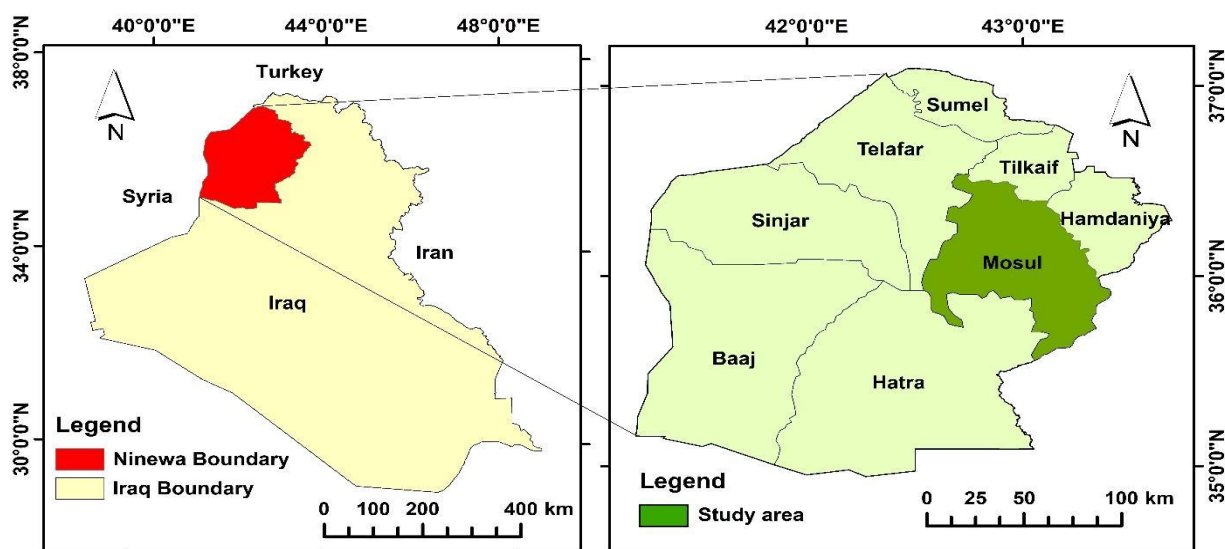 40°0'0"E
44°0'0"E
48°0'0"E
38°0'0"N
34°0'0"N
30°0'0"N
N
Turkey
Syria
Iran
Iraq
Legend
Ninewa Boundary
Iraq Boundary
0 100 200 400 km
42°0'0"E
43°0'0"E
37°0'0"N
36°0'0"N
35°0'0"N
N
Sumel
Telafar
Tilkaif
Sinjar
Hamdaniya
Mosul
Baaj
Hatra
Legend
Study area
0 25 50 100 km